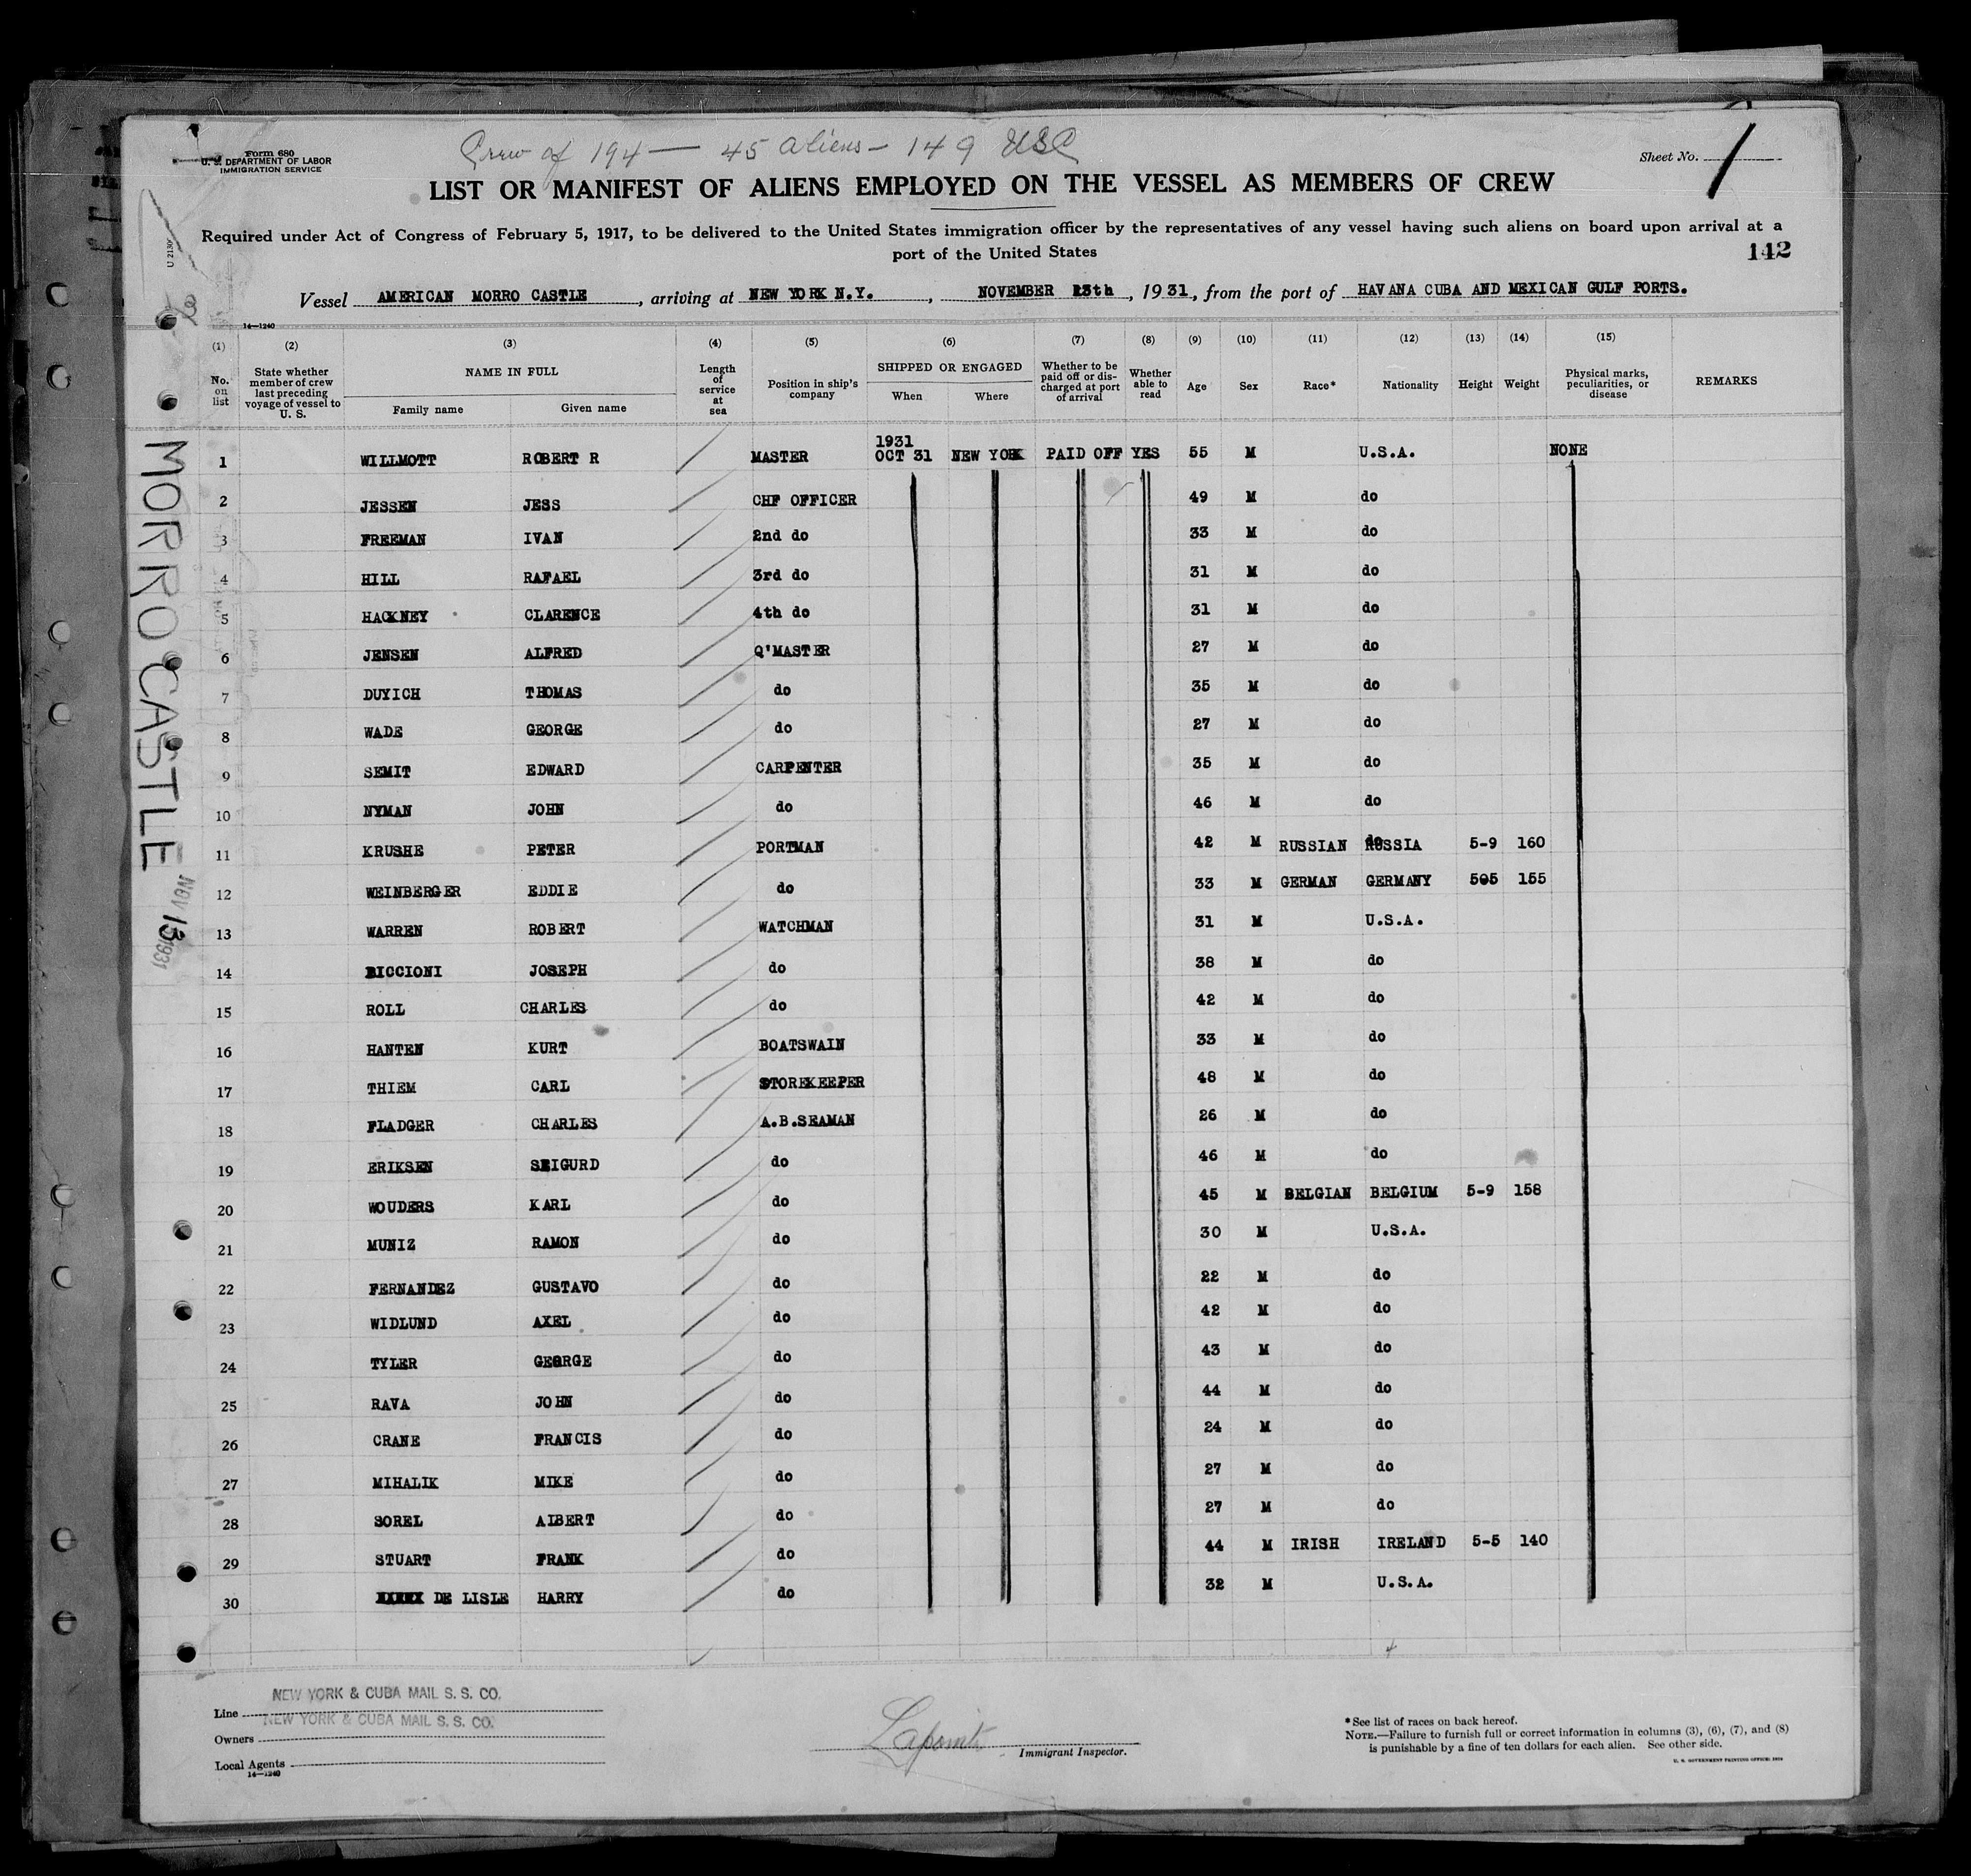 Crew of 194 — 45 aliens — 149 USC
Form 680
U. S. DEPARTMENT OF LABOR
IMMIGRATION SERVICE
Sheet No. 1
LIST OR MANIFEST OF ALIENS EMPLOYED ON THE VESSEL AS MEMBERS OF CREW
Required under Act of Congress of February 5, 1917, to be delivered to the United States immigration officer by the representatives of any vessel having such aliens on board upon arrival at a
port of the United States
142
U 2130
Vessel AMERICAN MORRO CASTLE, arriving at NEW YORK N.Y., NOVEMBER 13th, 1931, from the port of HAVANA CUBA AND MEXICAN GULF PORTS.
14—1240
(1) (2) (3) (4) (5) (6) (7) (8) (9) (10) (11) (12) (13) (14) (15)
No. on list
State whether member of crew last preceding voyage of vessel to U. S.
NAME IN FULL
Family name Given name
Length of service at sea
Position in ship's company
SHIPPED OR ENGAGED
When Where
Whether to be paid off or discharged at port of arrival
Whether able to read
Age Sex Race* Nationality Height Weight
Physical marks, peculiarities, or disease
REMARKS
1 WILLMOTT ROBERT R MASTER 1931 OCT 31 NEW YORK PAID OFF YES 55 M U.S.A. NONE
2 JESSEN JESS CHF OFFICER 49 M do
3 FREEMAN IVAN 2nd do 33 M do
4 HILL RAFAEL 3rd do 31 M do
5 HACKNEY CLARENCE 4th do 31 M do
6 JENSEN ALFRED Q'MASTER 27 M do
7 DUYICH THOMAS do 35 M do
8 WADE GEORGE do 27 M do
9 SEMIT EDWARD CARPENTER 35 M do
10 NYMAN JOHN do 46 M do
11 KRUSHE PETER PORTMAN 42 M RUSSIAN RUSSIA 5-9 160
12 WEINBERGER EDDIE do 33 M GERMAN GERMANY 505 155
13 WARREN ROBERT WATCHMAN 31 M U.S.A.
14 BICCIONI JOSEPH do 38 M do
15 ROLL CHARLES do 42 M do
16 HANTEN KURT BOATSWAIN 33 M do
17 THIEM CARL STOREKEEPER 48 M do
18 FLADGER CHARLES A.B.SEAMAN 26 M do
19 ERIKSEN SEIGURD do 46 M do
20 WOUDERS KARL do 45 M BELGIAN BELGIUM 5-9 158
21 MUNIZ RAMON do 30 M U.S.A.
22 FERNANDEZ GUSTAVO do 22 M do
23 WIDLUND AXEL do 42 M do
24 TYLER GEORGE do 43 M do
25 RAVA JOHN do 44 M do
26 CRANE FRANCIS do 24 M do
27 MIHALIK MIKE do 27 M do
28 SOREL ALBERT do 27 M do
29 STUART FRANK do 44 M IRISH IRELAND 5-5 140
30 DE LISLE HARRY do 32 M U.S.A.
MORRO CASTLE
NOV 13 1931
Line NEW YORK & CUBA MAIL S. S. CO.
Owners NEW YORK & CUBA MAIL S. S. CO.
Local Agents
14—1240
Immigrant Inspector.
*See list of races on back hereof.
NOTE.—Failure to furnish full or correct information in columns (3), (6), (7), and (8)
is punishable by a fine of ten dollars for each alien. See other side.